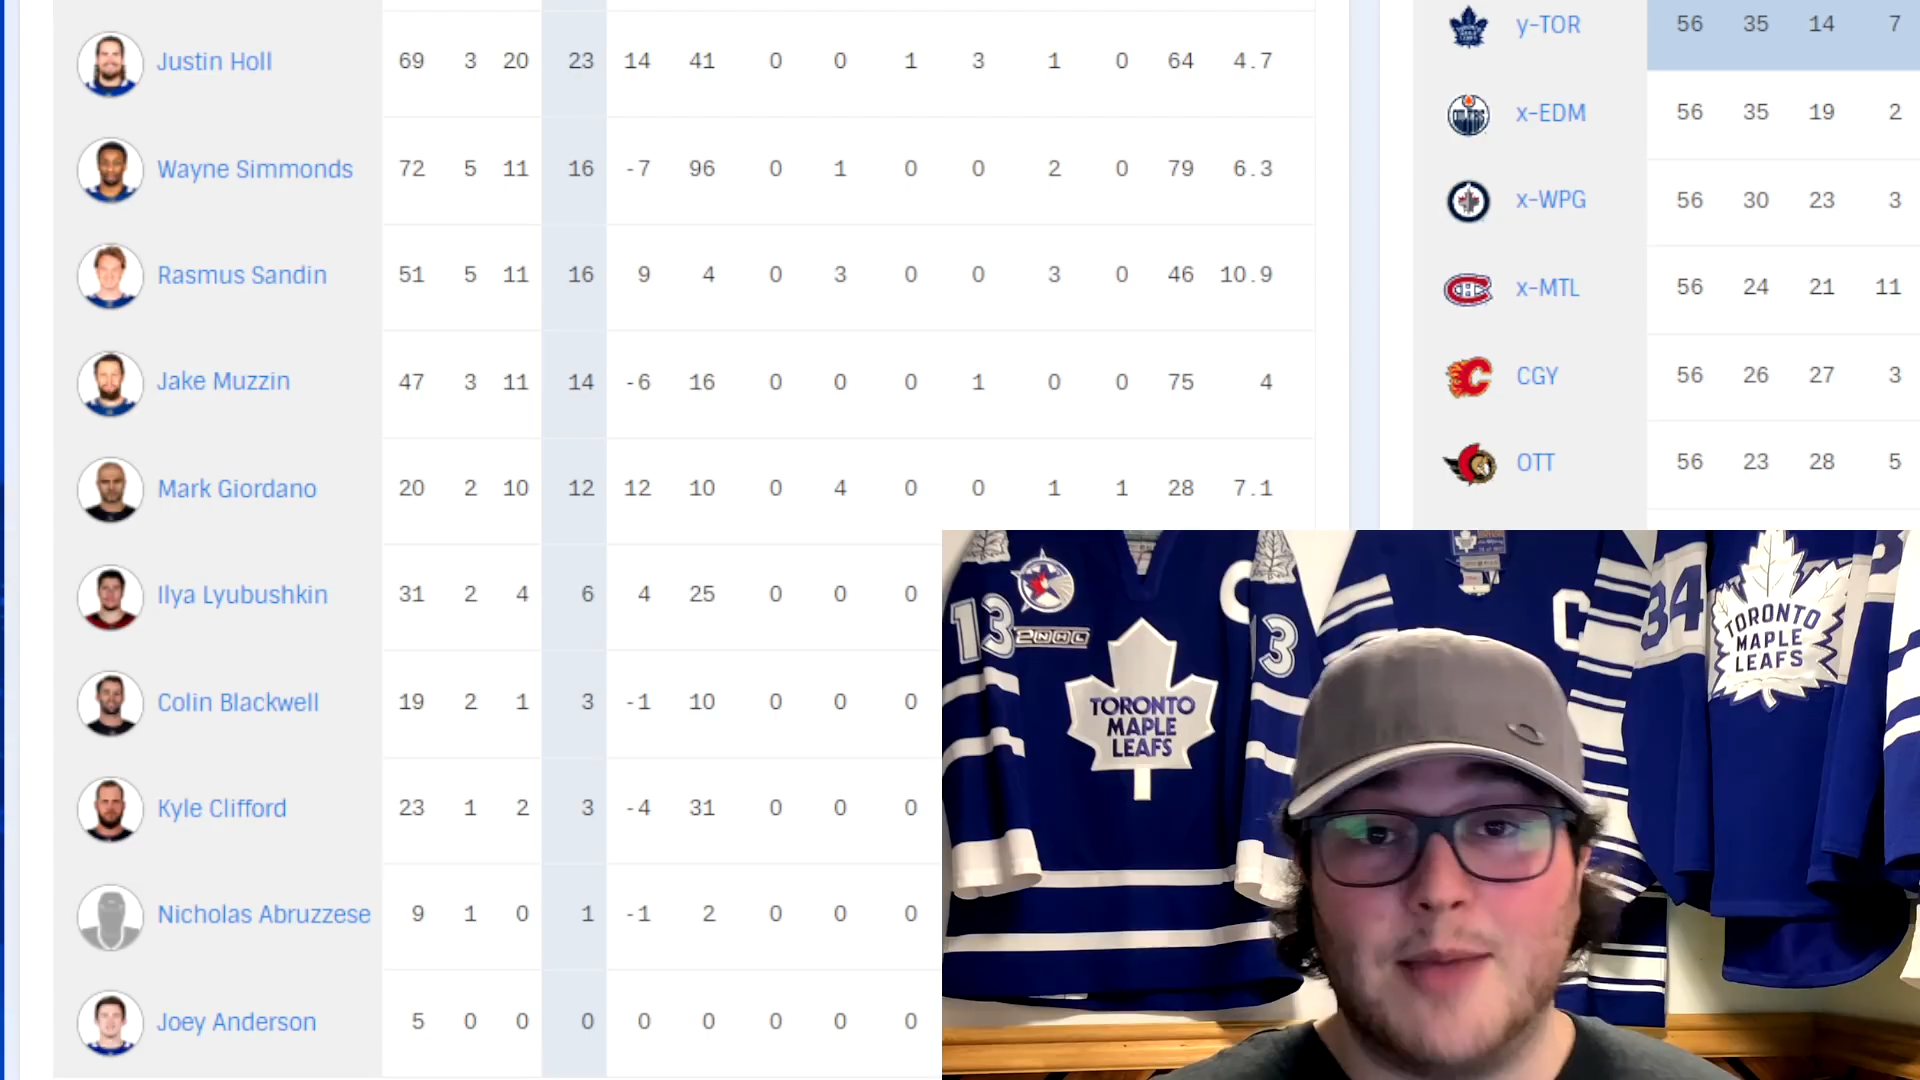 Justin Holl 69 3 20 23 14 41 0 0 1 3 1 0 64 4.7
Wayne Simmonds 72 5 11 16 -7 96 0 1 0 0 2 0 79 6.3
Rasmus Sandin 51 5 11 16 9 4 0 3 0 0 3 0 46 10.9
Jake Muzzin 47 3 11 14 -6 16 0 0 0 1 0 0 75 4
Mark Giordano 20 2 10 12 12 10 0 4 0 0 1 1 28 7.1
Ilya Lyubushkin 31 2 4 6 4 25 0 0 0
Colin Blackwell 19 2 1 3 -1 10 0 0 0
Kyle Clifford 23 1 2 3 -4 31 0 0 0
Nicholas Abruzzese 9 1 0 1 -1 2 0 0 0
Joey Anderson 5 0 0 0 0 0 0 0 0
y-TOR 56 35 14 7
x-EDM 56 35 19 2
x-WPG 56 30 23 3
x-MTL 56 24 21 11
CGY 56 26 27 3
OTT 56 23 28 5
13
2NHL
C
13
TORONTO
MAPLE
LEAFS
C
34
TORONTO
MAPLE
LEAFS